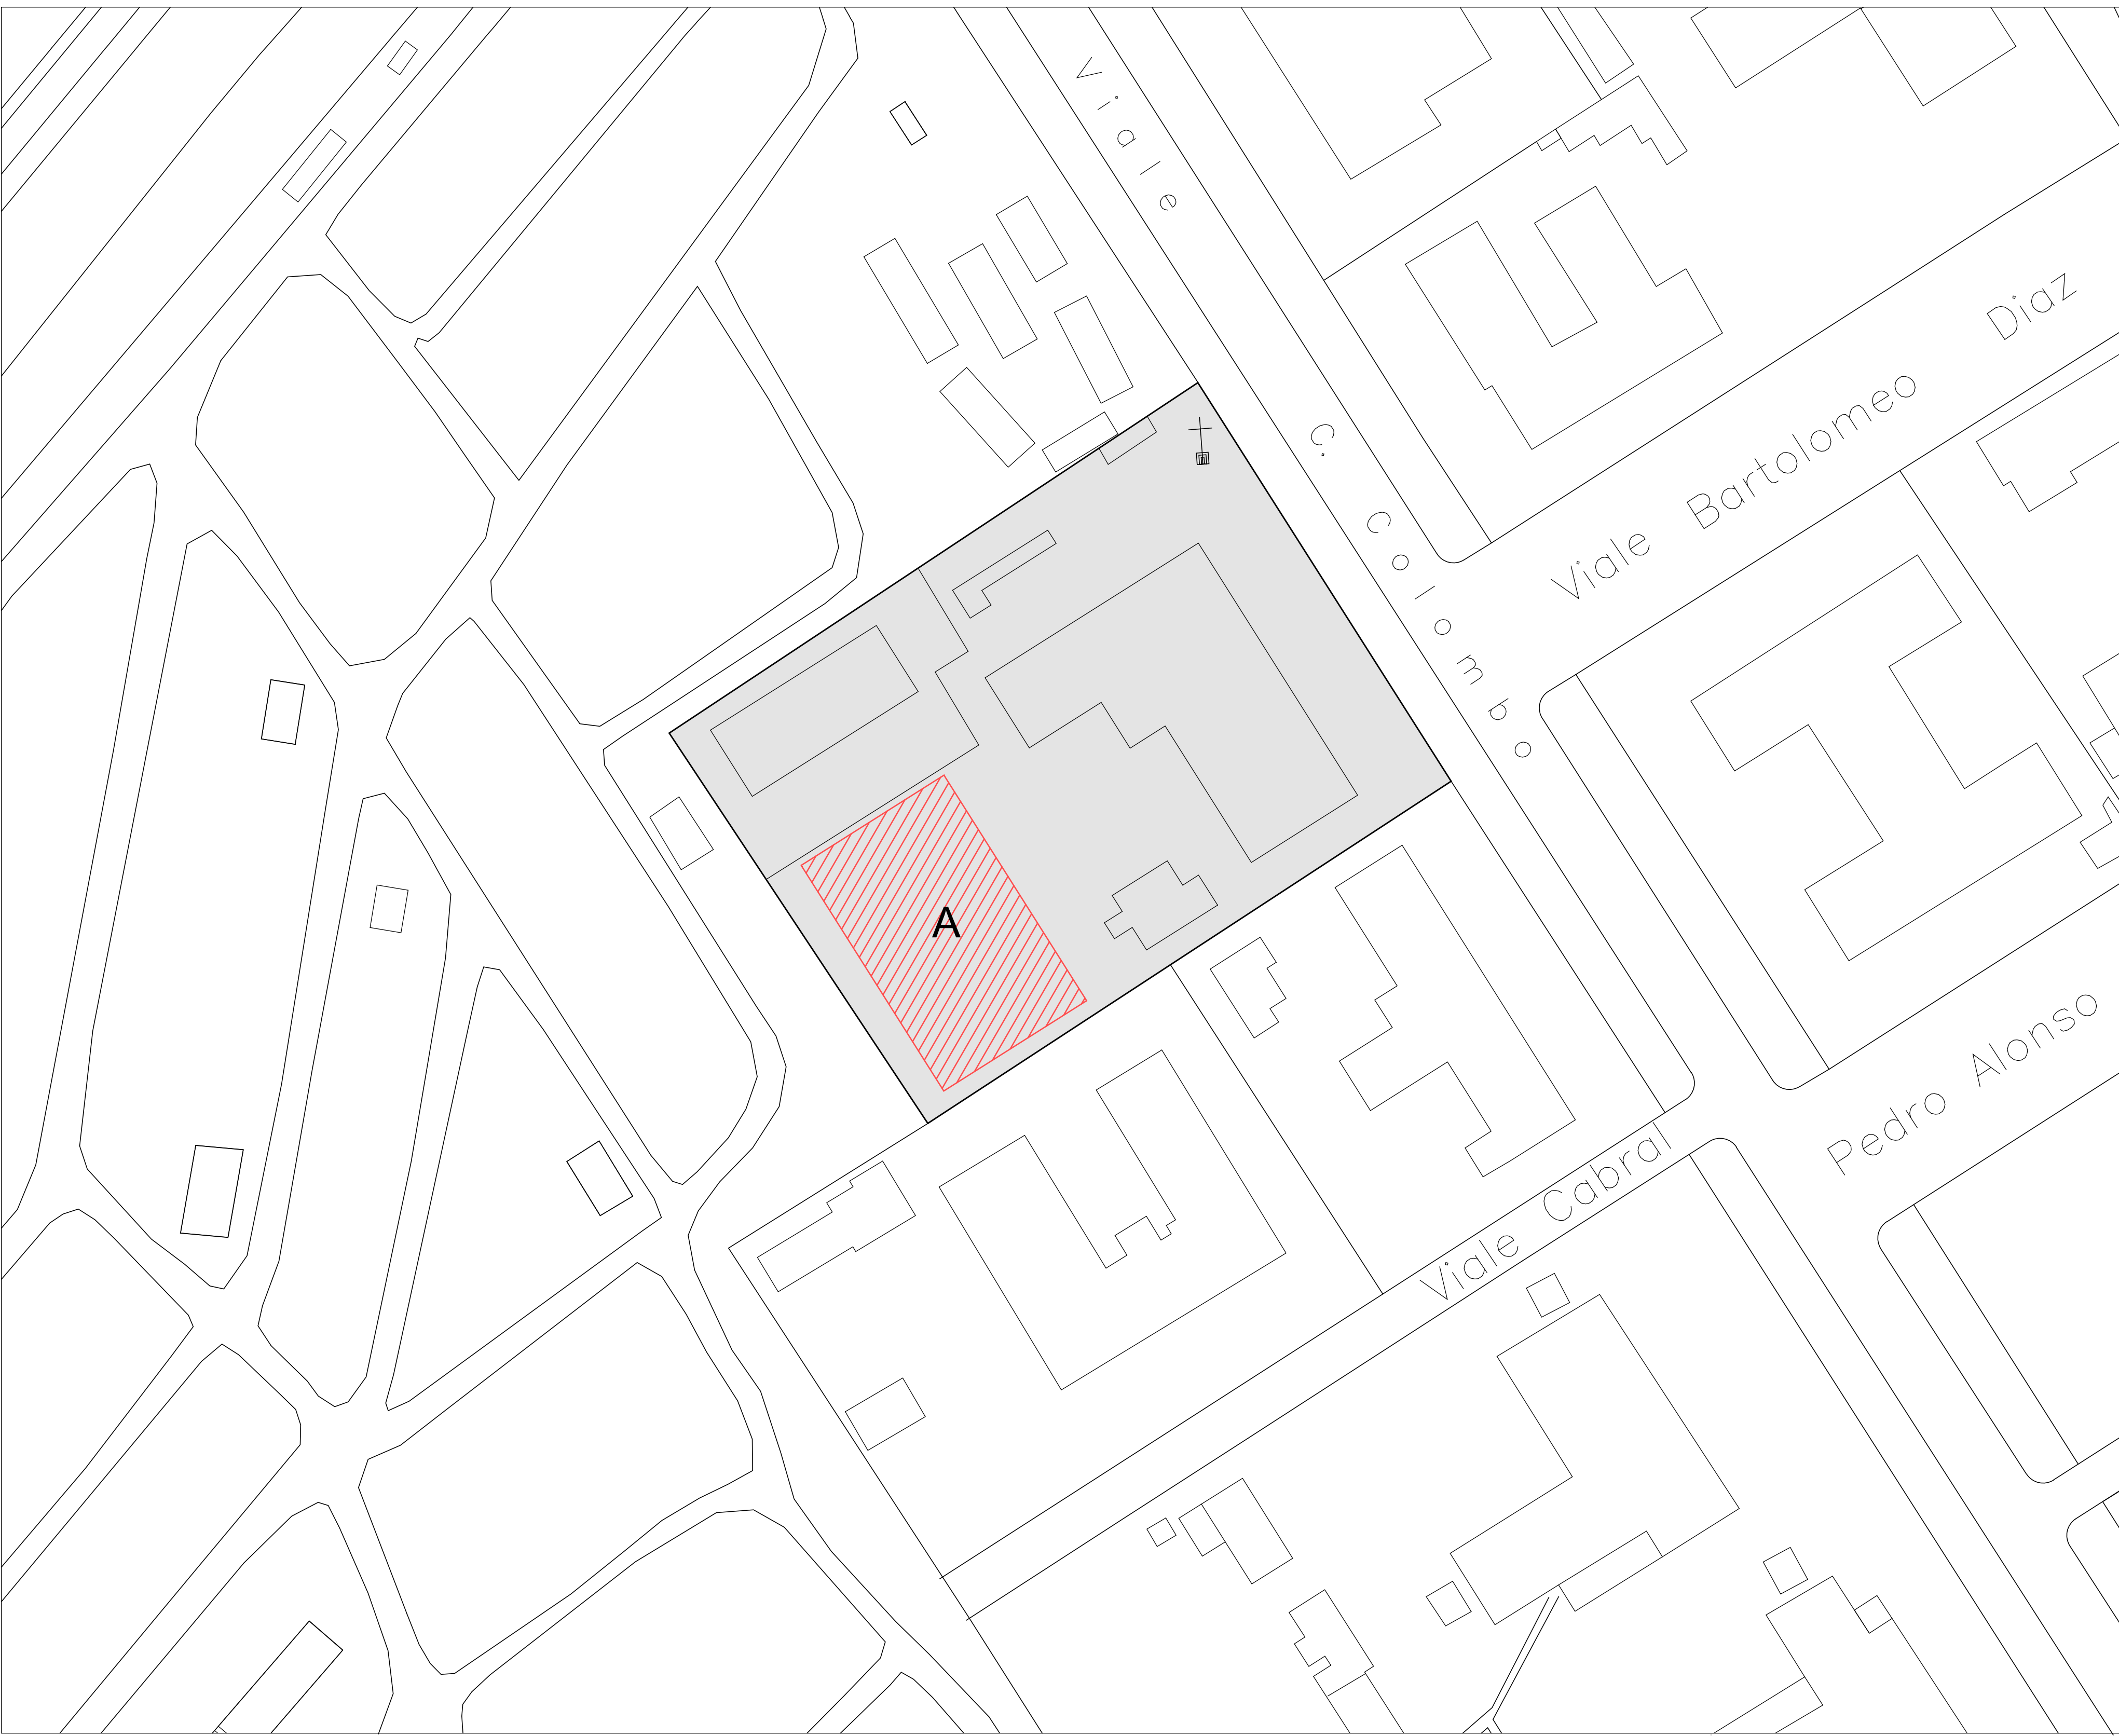 Viale
C. Colombo
Viale Bartolomeo Diaz
A
Pedro Alonso
Viale Cabral